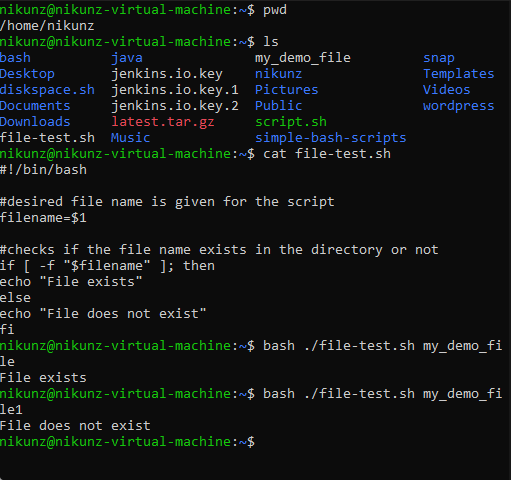 nikunz@nikunz-virtual-machine:~$ pwd
/home/nikunz
nikunz@nikunz-virtual-machine:~$ ls
bash java my_demo_file snap
Desktop jenkins.io.key nikunz Templates
diskspace.sh jenkins.io.key.1 Pictures Videos
Documents jenkins.io.key.2 Public wordpress
Downloads latest.tar.gz script.sh
file-test.sh Music simple-bash-scripts
nikunz@nikunz-virtual-machine:~$ cat file-test.sh
#!/bin/bash
#desired file name is given for the script
filename=$1
#checks if the file name exists in the directory or not
if [ -f "$filename" ]; then
echo "File exists"
else
echo "File does not exist"
fi
nikunz@nikunz-virtual-machine:~$ bash ./file-test.sh my_demo_fi
le
File exists
nikunz@nikunz-virtual-machine:~$ bash ./file-test.sh my_demo_fi
le1
File does not exist
nikunz@nikunz-virtual-machine:~$